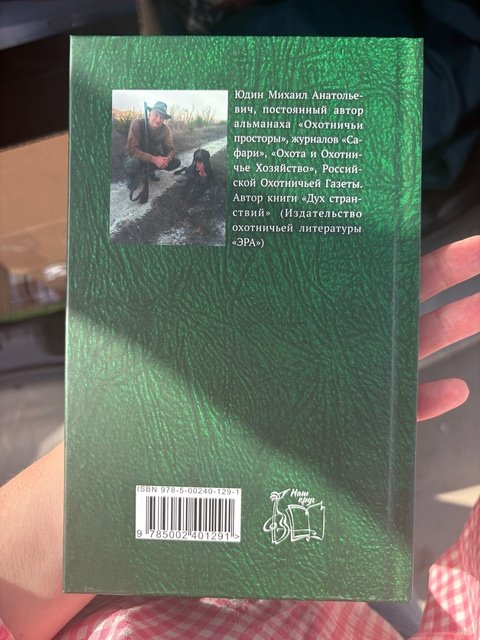 Юдин Михаил Анатолье-
вич, постоянный автор
альманаха «Охотничьи
просторы», журналов «Са-
фари», «Охота и Охотни-
чье Хозяйство», Россий-
ской Охотничьей Газеты.
Автор книги «Дух стран-
ствий» (Издательство
охотничьей литературы
«ЭРА»)
ISBN 978-5-00240-129-1
9 785002 401291>
Наш
круг